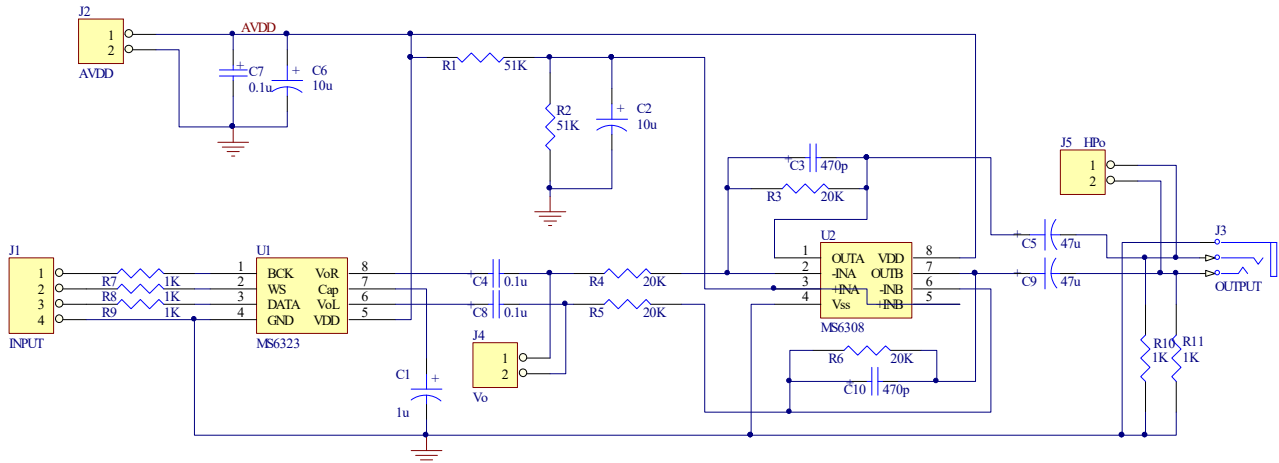 J2
1
2
AVDD
AVDD
C7
0.1u
C6
10u
R1
51K
R2
51K
C2
10u
C3
470p
R3
20K
J5 HPo
1
2
J1
1
2
3
4
INPUT
R7
1K
R8
1K
R9
1K
U1
1
2
3
4
BCK
WS
DATA
GND
VoR
Cap
VoL
VDD
8
7
6
5
MS6323
C4
0.1u
C8
0.1u
R4
20K
R5
20K
J4
1
2
Vo
C1
1u
U2
1
2
3
4
OUTA
-INA
+INA
Vss
VDD
OUTB
-INB
+INB
8
7
6
5
MS6308
R6
20K
C10
470p
C5
47u
C9
47u
J3
OUTPUT
R10
1K
R11
1K